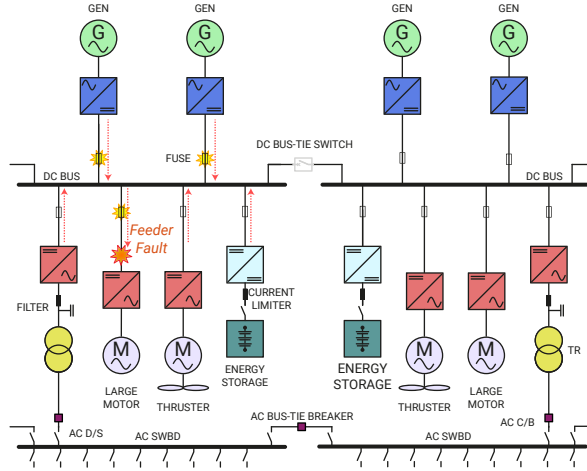 GEN
GEN
GEN
GEN
G
G
G
G
DC BUS-TIE SWITCH
FUSE
DC BUS
DC BUS
Feeder
Fault
CURRENT
LIMITER
FILTER
TR
M
M
M
M
LARGE
MOTOR
THRUSTER
ENERGY
STORAGE
ENERGY
STORAGE
THRUSTER
LARGE
MOTOR
AC BUS-TIE BREAKER
AC D/S
AC SWBD
AC SWBD
AC C/B